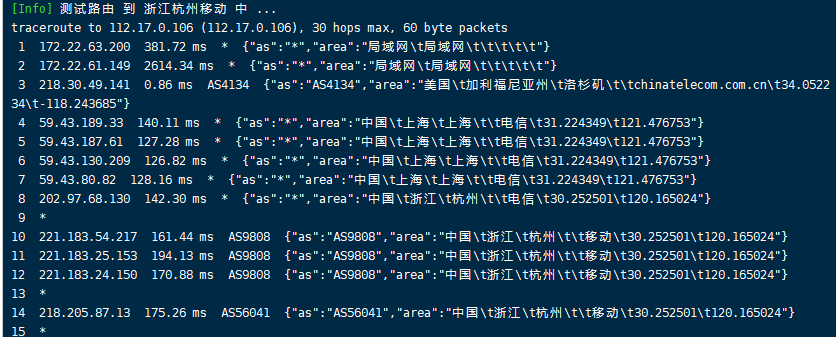 [Info] 测试路由 到 浙江杭州移动 中 ...
traceroute to 112.17.0.106 (112.17.0.106), 30 hops max, 60 byte packets
1 172.22.63.200 381.72 ms * {"as":"*","area":"局域网\t局域网\t\t\t\t\t"}
2 172.22.61.149 2614.34 ms * {"as":"*","area":"局域网\t局域网\t\t\t\t\t"}
3 218.30.49.141 0.86 ms AS4134 {"as":"AS4134","area":"美国\t加利福尼亚州\t洛杉矶\t\tchinatelecom.com.cn\t34.0522
34\t-118.243685"}
4 59.43.189.33 140.11 ms * {"as":"*","area":"中国\t上海\t上海\t\t电信\t31.224349\t121.476753"}
5 59.43.187.61 127.28 ms * {"as":"*","area":"中国\t上海\t上海\t\t电信\t31.224349\t121.476753"}
6 59.43.130.209 126.82 ms * {"as":"*","area":"中国\t上海\t上海\t\t电信\t31.224349\t121.476753"}
7 59.43.80.82 128.16 ms * {"as":"*","area":"中国\t上海\t上海\t\t电信\t31.224349\t121.476753"}
8 202.97.68.130 142.30 ms * {"as":"*","area":"中国\t浙江\t杭州\t\t电信\t30.252501\t120.165024"}
9 *
10 221.183.54.217 161.44 ms AS9808 {"as":"AS9808","area":"中国\t浙江\t杭州\t\t移动\t30.252501\t120.165024"}
11 221.183.25.153 194.13 ms AS9808 {"as":"AS9808","area":"中国\t浙江\t杭州\t\t移动\t30.252501\t120.165024"}
12 221.183.24.150 170.88 ms AS9808 {"as":"AS9808","area":"中国\t浙江\t杭州\t\t移动\t30.252501\t120.165024"}
13 *
14 218.205.87.13 175.26 ms AS56041 {"as":"AS56041","area":"中国\t浙江\t杭州\t\t移动\t30.252501\t120.165024"}
15 *